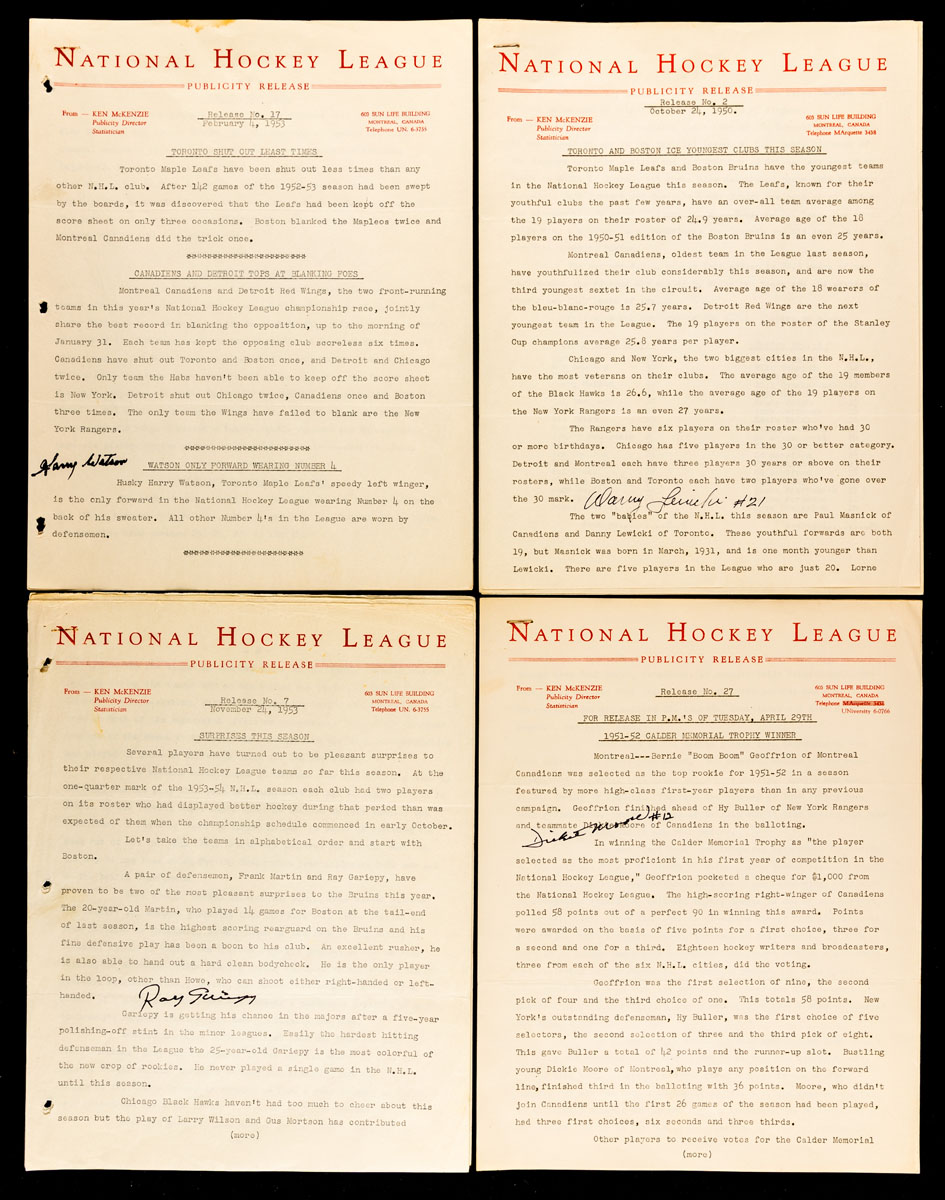 NATIONAL HOCKEY LEAGUE
PUBLICITY RELEASE
From — KEN McKENZIE
Publicity Director
Statistician
Release No. 17
February 4, 1953
603 SUN LIFE BUILDING
MONTREAL, CANADA
Telephone UN. 6-3755
TORONTO SHUT OUT LEAST TIMES
Toronto Maple Leafs have been shut out less times than any
other N.H.L. club. After 142 games of the 1952-53 season had been swept
by the boards, it was discovered that the Leafs had been kept off the
score sheet on only three occasions. Boston blanked the Mapleos twice and
Montreal Canadiens did the trick once.
**************************
CANADIENS AND DETROIT TOPS AT BLANKING FOES
Montreal Canadiens and Detroit Red Wings, the two front-running
teams in this year's National Hockey League championship race, jointly
share the best record in blanking the opposition, up to the morning of
January 31. Each team has kept the opposing club scoreless six times.
Canadiens have shut out Toronto and Boston once, and Detroit and Chicago
twice. Only team the Habs haven't been able to keep off the score sheet
is New York. Detroit shut out Chicago twice, Canadiens once and Boston
three times. The only team the Wings have failed to blank are the New
York Rangers.
**************************
Harry Watson
WATSON ONLY FORWARD WEARING NUMBER 4
Husky Harry Watson, Toronto Maple Leafs' speedy left winger,
is the only forward in the National Hockey League wearing Number 4 on the
back of his sweater. All other Number 4's in the League are worn by
defensemen.
**************************
NATIONAL HOCKEY LEAGUE
PUBLICITY RELEASE
Release No. 2
October 24, 1950.
From — KEN McKENZIE
Publicity Director
Statistician
603 SUN LIFE BUILDING
MONTREAL, CANADA
Telephone MArquette 3458
TORONTO AND BOSTON ICE YOUNGEST CLUBS THIS SEASON
Toronto Maple Leafs and Boston Bruins have the youngest teams
in the National Hockey League this season. The Leafs, known for their
youthful clubs the past few years, have an over-all team average among
the 19 players on their roster of 24.9 years. Average age of the 18
players on the 1950-51 edition of the Boston Bruins is an even 25 years.
Montreal Canadiens, oldest team in the League last season,
have youthfulized their club considerably this season, and are now the
third youngest sextet in the circuit. Average age of the 18 wearers of
the bleu-blanc-rouge is 25.7 years. Detroit Red Wings are the next
youngest team in the League. The 19 players on the roster of the Stanley
Cup champions average 25.8 years per player.
Chicago and New York, the two biggest cities in the N.H.L.,
have the most veterans on their clubs. The average age of the 19 members
of the Black Hawks is 26.6, while the average age of the 19 players on
the New York Rangers is an even 27 years.
The Rangers have six players on their roster who've had 30
or more birthdays. Chicago has five players in the 30 or better category.
Detroit and Montreal each have three players 30 years or above on their
rosters, while Boston and Toronto each have two players who've gone over
the 30 mark. Danny Lewicki #21
The two "babies" of the N.H.L. this season are Paul Masnick of
Canadiens and Danny Lewicki of Toronto. These youthful forwards are both
19, but Masnick was born in March, 1931, and is one month younger than
Lewicki. There are five players in the League who are just 20. Lorne
NATIONAL HOCKEY LEAGUE
PUBLICITY RELEASE
From — KEN McKENZIE
Publicity Director
Statistician
Release No. 7
November 24, 1953
603 SUN LIFE BUILDING
MONTREAL, CANADA
Telephone UN. 6-3755
SURPRISES THIS SEASON
Several players have turned out to be pleasant surprises to
their respective National Hockey League teams so far this season. At the
one-quarter mark of the 1953-54 N.H.L. season each club had two players
on its roster who had displayed better hockey during that period than was
expected of them when the championship schedule commenced in early October.
Let's take the teams in alphabetical order and start with
Boston.
A pair of defensemen, Frank Martin and Ray Gariepy, have
proven to be two of the most pleasant surprises to the Bruins this year.
The 20-year-old Martin, who played 14 games for Boston at the tail-end
of last season, is the highest scoring rearguard on the Bruins and his
fine defensive play has been a boon to his club. An excellent rusher, he
is also able to hand out a hard clean bodycheck. He is the only player
in the loop, other than Howe, who can shoot either right-handed or left-
handed. Ray Gariepy
Gariepy is getting his chance in the majors after a five-year
polishing-off stint in the minor leagues. Easily the hardest hitting
defenseman in the League the 25-year-old Gariepy is the most colorful of
the new crop of rookies. He never played a single game in the N.H.L.
until this season.
Chicago Black Hawks haven't had too much to cheer about this
season but the play of Larry Wilson and Gus Mortson has contributed
(more)
NATIONAL HOCKEY LEAGUE
PUBLICITY RELEASE
From — KEN McKENZIE
Publicity Director
Statistician
Release No. 27
603 SUN LIFE BUILDING
MONTREAL, CANADA
Telephone MArquette 3458
UNiversity 6-0766
FOR RELEASE IN P.M.'S OF TUESDAY, APRIL 29TH
1951-52 CALDER MEMORIAL TROPHY WINNER
Montreal---Bernie "Boom Boom" Geoffrion of Montreal
Canadiens was selected as the top rookie for 1951-52 in a season
featured by more high-class first-year players than in any previous
campaign. Geoffrion finished ahead of Hy Buller of New York Rangers
and teammate Dickie Moore of Canadiens in the balloting.
Dickie Moore #12
In winning the Calder Memorial Trophy as "the player
selected as the most proficient in his first year of competition in the
National Hockey League," Geoffrion pocketed a cheque for $1,000 from
the National Hockey League. The high-scoring right-winger of Canadiens
polled 58 points out of a perfect 90 in winning this award. Points
were awarded on the basis of five points for a first choice, three for
a second and one for a third. Eighteen hockey writers and broadcasters,
three from each of the six N.H.L. cities, did the voting.
Geoffrion was the first selection of nine, the second
pick of four and the third choice of one. This totals 58 points. New
York's outstanding defenseman, Hy Buller, was the first choice of five
selectors, the second selection of three and the third pick of eight.
This gave Buller a total of 42 points and the runner-up slot. Bustling
young Dickie Moore of Montreal, who plays any position on the forward
line, finished third in the balloting with 36 points. Moore, who didn't
join Canadiens until the first 26 games of the season had been played,
had three first choices, six seconds and three thirds.
Other players to receive votes for the Calder Memorial
(more)